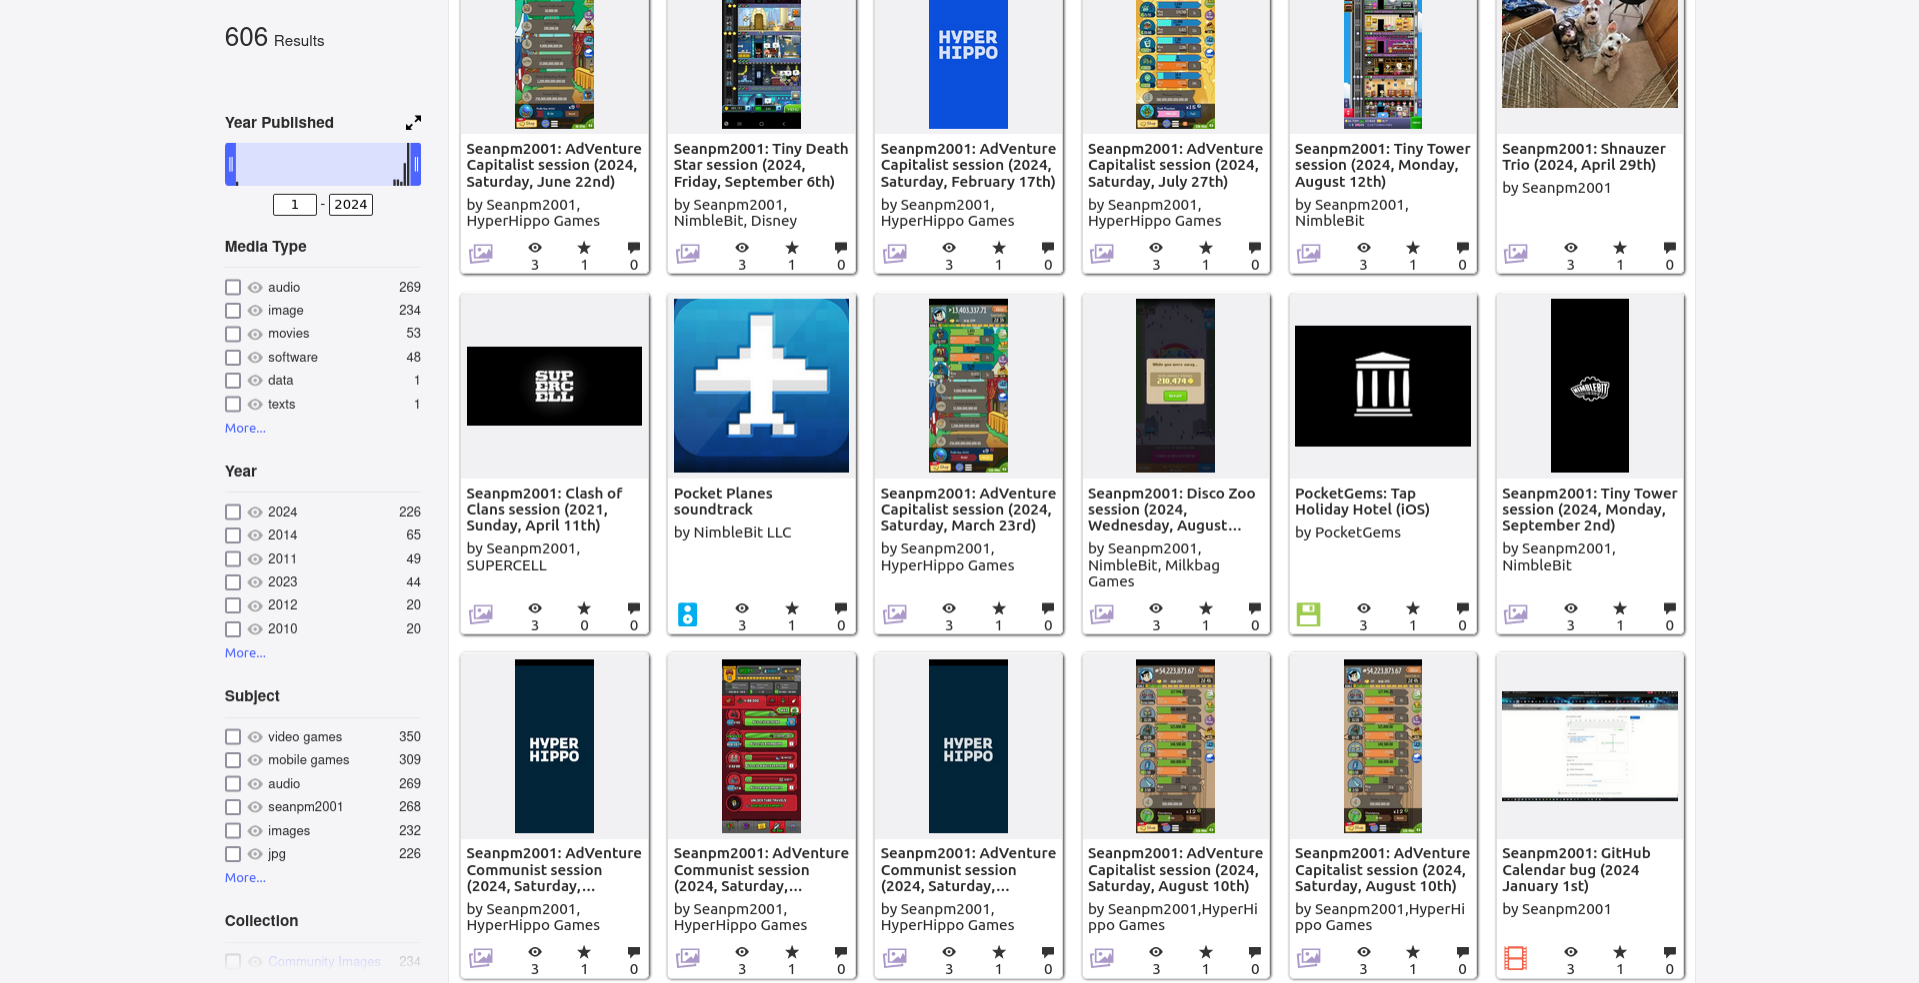 606 Results
Year Published
1 - 2024
Media Type
audio 269
image 234
movies 53
software 48
data 1
texts 1
More...
Year
2024 226
2014 65
2011 49
2023 44
2012 20
2010 20
More...
Subject
video games 350
mobile games 309
audio 269
seanpm2001 268
images 232
jpg 226
More...
Collection
Community Images 234
HYPER
HIPPO
Seanpm2001: AdVenture
Capitalist session (2024,
Saturday, June 22nd)
by Seanpm2001,
HyperHippo Games
3 1 0
Seanpm2001: Tiny Death
Star session (2024,
Friday, September 6th)
by Seanpm2001,
NimbleBit, Disney
3 1 0
Seanpm2001: AdVenture
Capitalist session (2024,
Saturday, February 17th)
by Seanpm2001,
HyperHippo Games
3 1 0
Seanpm2001: AdVenture
Capitalist session (2024,
Saturday, July 27th)
by Seanpm2001,
HyperHippo Games
3 1 0
Seanpm2001: Tiny Tower
session (2024, Monday,
August 12th)
by Seanpm2001,
NimbleBit
3 1 0
Seanpm2001: Shnauzer
Trio (2024, April 29th)
by Seanpm2001
3 1 0
SUP
ERC
ELL
Seanpm2001: Clash of
Clans session (2021,
Sunday, April 11th)
by Seanpm2001,
SUPERCELL
3 0 0
Pocket Planes
soundtrack
by NimbleBit LLC
3 1 0
Seanpm2001: AdVenture
Capitalist session (2024,
Saturday, March 23rd)
by Seanpm2001,
HyperHippo Games
3 1 0
210,474
Seanpm2001: Disco Zoo
session (2024,
Wednesday, August...
by Seanpm2001,
NimbleBit, Milkbag
Games
3 1 0
PocketGems: Tap
Holiday Hotel (iOS)
by PocketGems
3 1 0
NIMBLEBIT
Seanpm2001: Tiny Tower
session (2024, Monday,
September 2nd)
by Seanpm2001,
NimbleBit
3 1 0
HYPER
HIPPO
Seanpm2001: AdVenture
Communist session
(2024, Saturday,...
by Seanpm2001,
HyperHippo Games
3 1 0
Seanpm2001: AdVenture
Communist session
(2024, Saturday,...
by Seanpm2001,
HyperHippo Games
3 1 0
HYPER
HIPPO
Seanpm2001: AdVenture
Communist session
(2024, Saturday,...
by Seanpm2001,
HyperHippo Games
3 1 0
Seanpm2001: AdVenture
Capitalist session (2024,
Saturday, August 10th)
by Seanpm2001,HyperHi
ppo Games
3 1 0
Seanpm2001: AdVenture
Capitalist session (2024,
Saturday, August 10th)
by Seanpm2001,HyperHi
ppo Games
3 1 0
Seanpm2001: GitHub
Calendar bug (2024
January 1st)
by Seanpm2001
3 1 0